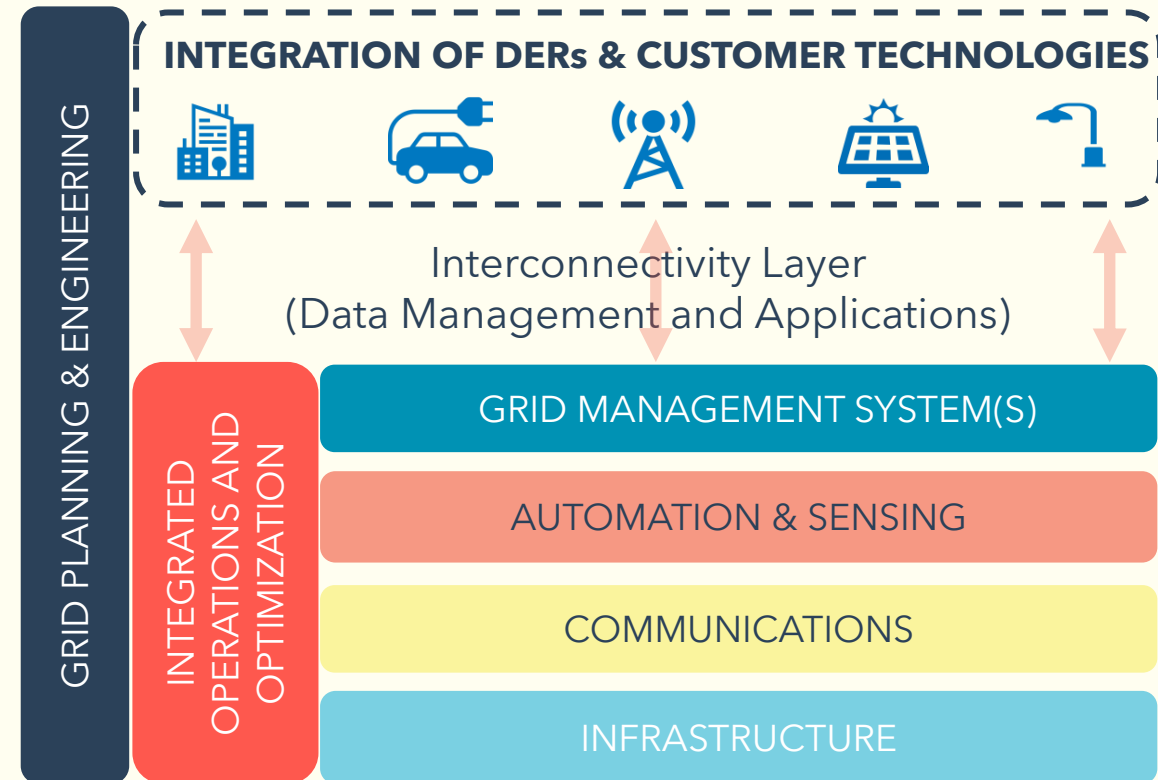 GRID PLANNING & ENGINEERING
INTEGRATION OF DERs & CUSTOMER TECHNOLOGIES
Interconnectivity Layer
(Data Management and Applications)
INTEGRATED
OPERATIONS AND
OPTIMIZATION
GRID MANAGEMENT SYSTEM(S)
AUTOMATION & SENSING
COMMUNICATIONS
INFRASTRUCTURE